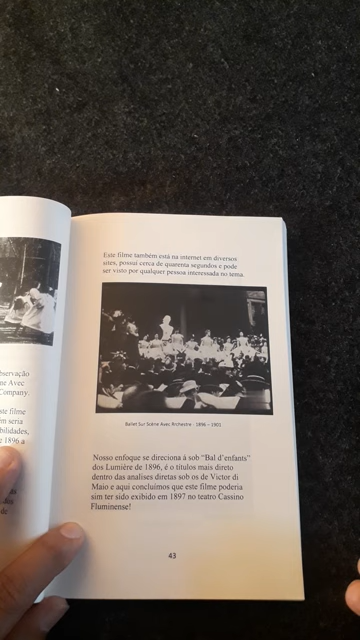 bservação
ène Avec
Company.
ste filme
m seria
bilidades,
e 1896 a
de
Este filme também está na internet em diversos
sites, possui cerca de quarenta segundos e pode
ser visto por qualquer pessoa interessada no tema.
Ballet Sur Scène Avec Rrchestre - 1896 – 1901
Nosso enfoque se direciona à sob “Bal d’enfants”
dos Lumière de 1896, é o títulos mais direto
dentro das analises diretas sob os de Victor di
Maio e aqui concluímos que este filme poderia
sim ter sido exibido em 1897 no teatro Cassino
Fluminense!
43